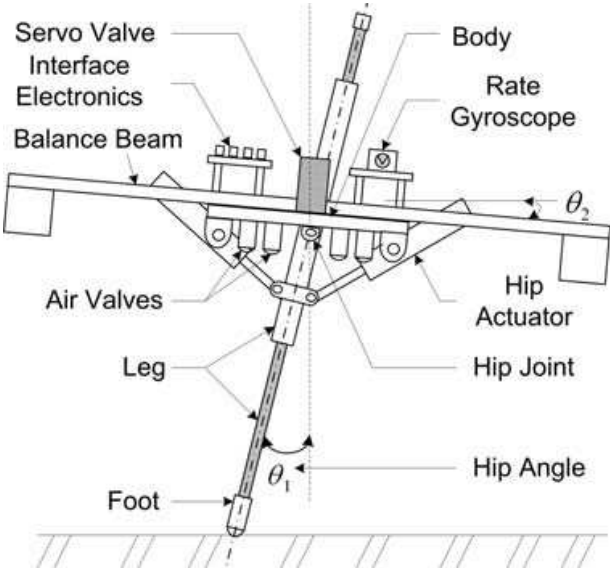 Servo Valve
Interface
Electronics
Balance Beam
Body
Rate
Gyroscope
θ2
Air Valves
Hip
Actuator
Leg
Hip Joint
θ1
Hip Angle
Foot